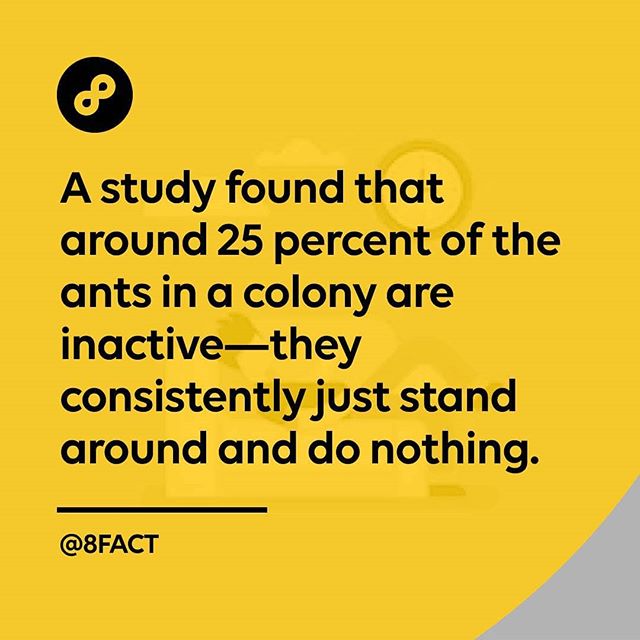 A study found that
around 25 percent of the
ants in a colony are
inactive—they
consistently just stand
around and do nothing.
@8FACT